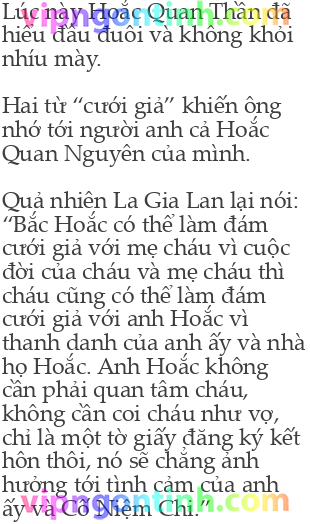 Lúc này Hoắc Quan Thần đã
hiểu đầu đuôi và không khỏi
nhíu mày.
Hai từ “cưới giả” khiến ông
nhớ tới người anh cả Hoắc
Quan Nguyên của mình.
Quả nhiên La Gia Lan lại nói:
“Bắc Hoắc có thể làm đám
cưới giả với mẹ cháu vì cuộc
đời của cháu và mẹ cháu thì
cháu cũng có thể làm đám
cưới giả với anh Hoắc vì
thanh danh của anh ấy và nhà
họ Hoắc. Anh Hoắc không
cần phải quan tâm cháu,
không cần coi cháu như vợ,
chỉ là một tờ giấy đăng ký kết
hôn thôi, nó sẽ chẳng ảnh
hưởng tới tình cảm của anh
ấy và Cố Niệm Chi.”
vipngontinh.com
vipngontinh.com